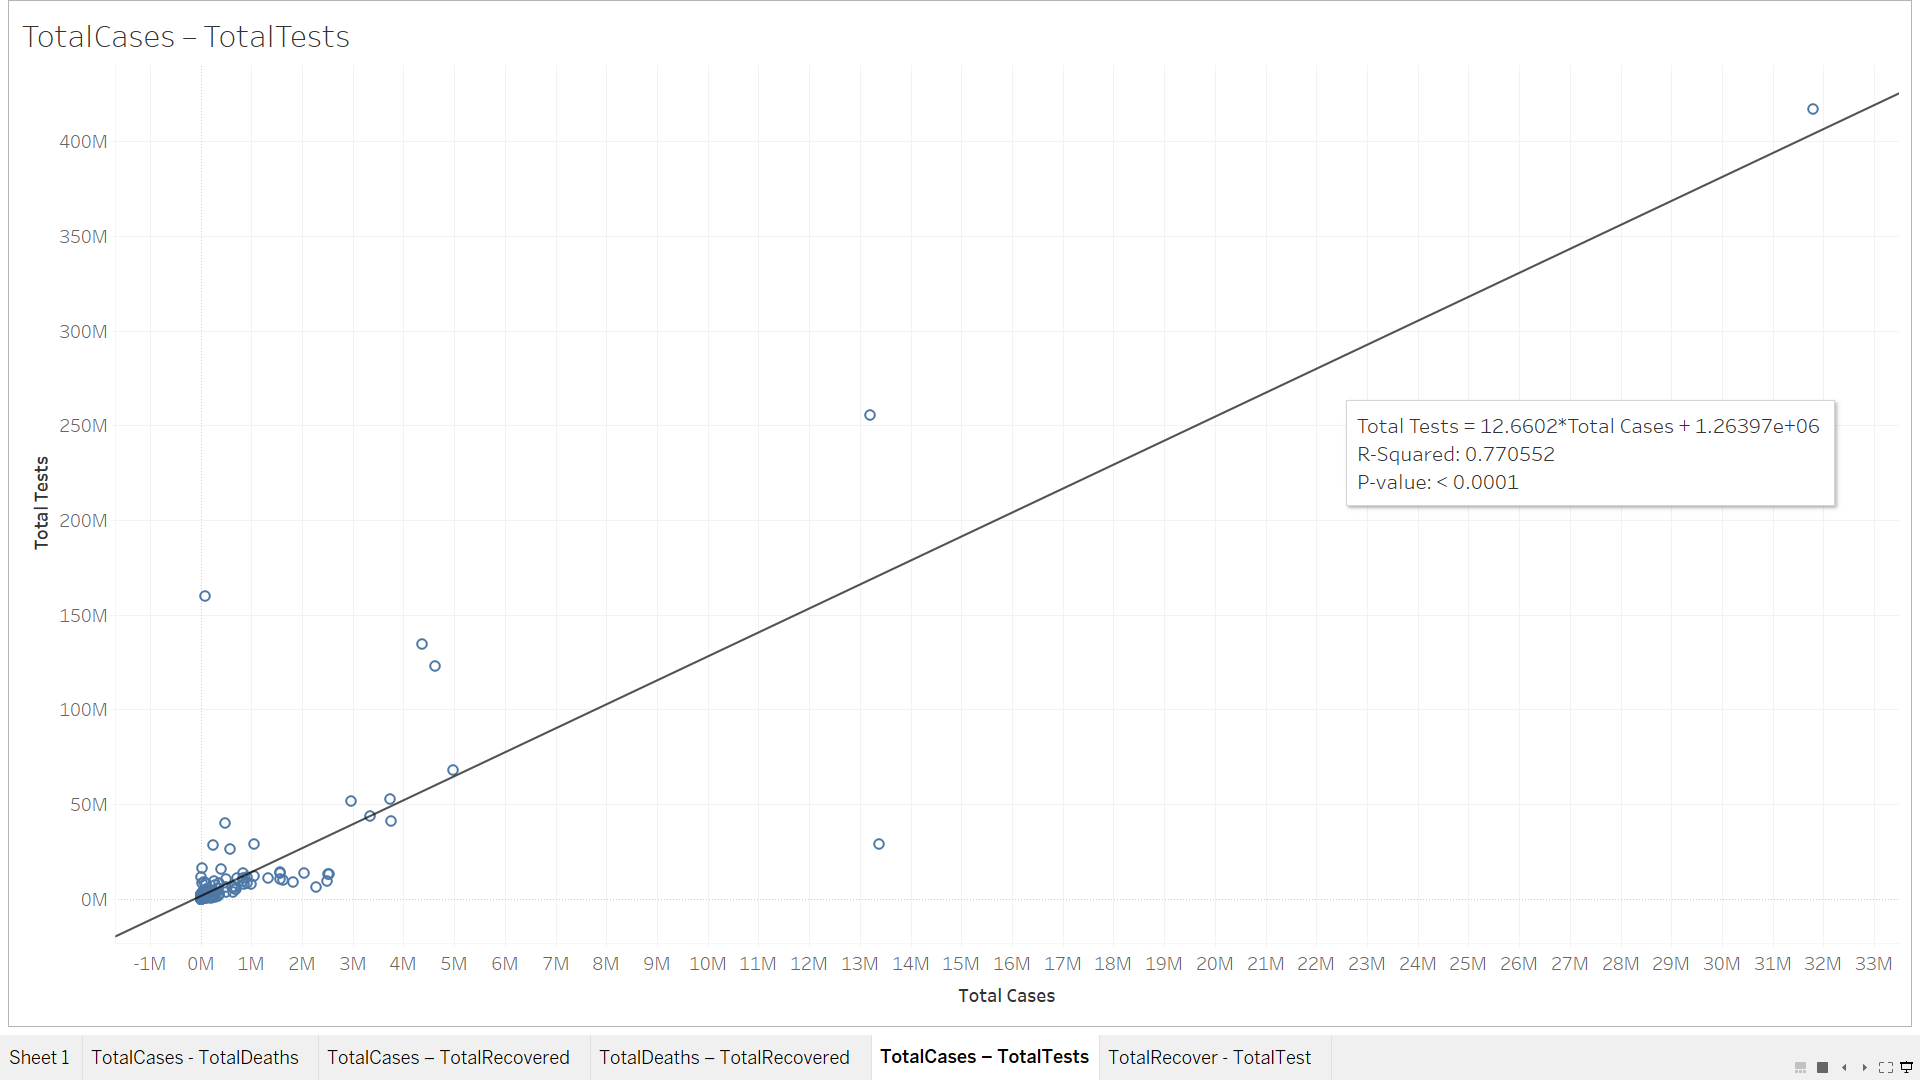 TotalCases – TotalTests
400M
350M
300M
250M
200M
150M
100M
50M
0M
Total Tests
Total Tests = 12.6602*Total Cases + 1.26397e+06
R-Squared: 0.770552
P-value: < 0.0001
-1M 0M 1M 2M 3M 4M 5M 6M 7M 8M 9M 10M 11M 12M 13M 14M 15M 16M 17M 18M 19M 20M 21M 22M 23M 24M 25M 26M 27M 28M 29M 30M 31M 32M 33M
Total Cases
Sheet 1 TotalCases - TotalDeaths TotalCases – TotalRecovered TotalDeaths – TotalRecovered TotalCases – TotalTests TotalRecover - TotalTest